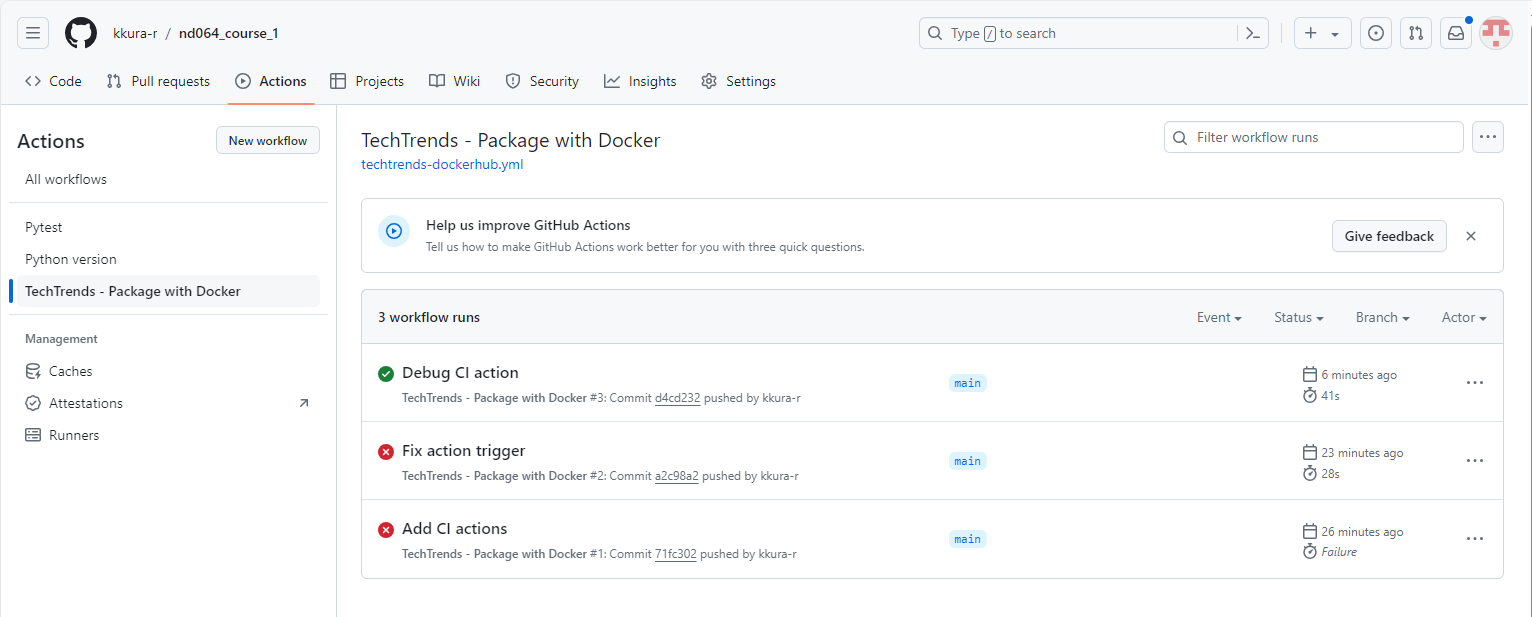 kkura-r / nd064_course_1
Type / to search
Code Pull requests Actions Projects Wiki Security Insights Settings
Actions
New workflow
All workflows
Pytest
Python version
TechTrends - Package with Docker
Management
Caches
Attestations
Runners
TechTrends - Package with Docker
techtrends-dockerhub.yml
Filter workflow runs
Help us improve GitHub Actions
Tell us how to make GitHub Actions work better for you with three quick questions.
Give feedback
3 workflow runs
Event Status Branch Actor
Debug CI action
TechTrends - Package with Docker #3: Commit d4cd232 pushed by kkura-r
main
6 minutes ago
41s
Fix action trigger
TechTrends - Package with Docker #2: Commit a2c98a2 pushed by kkura-r
main
23 minutes ago
28s
Add CI actions
TechTrends - Package with Docker #1: Commit 71fc302 pushed by kkura-r
main
26 minutes ago
Failure